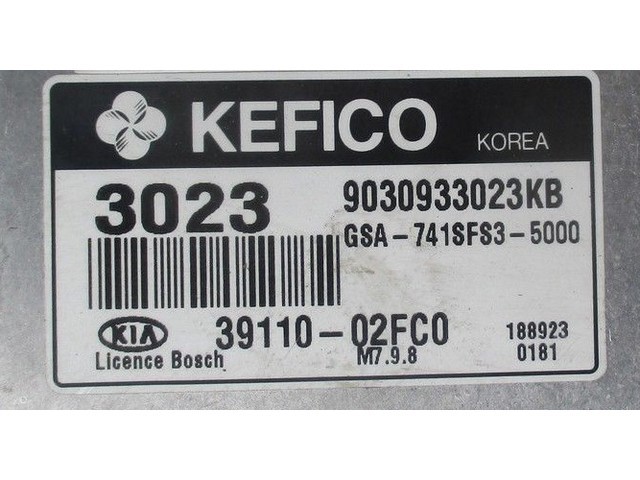 KEFICO KOREA
3023 9030933023KB
GSA-741SFS3-5000
KIA 39110-02FC0 188923
Licence Bosch M7.9.8 0181